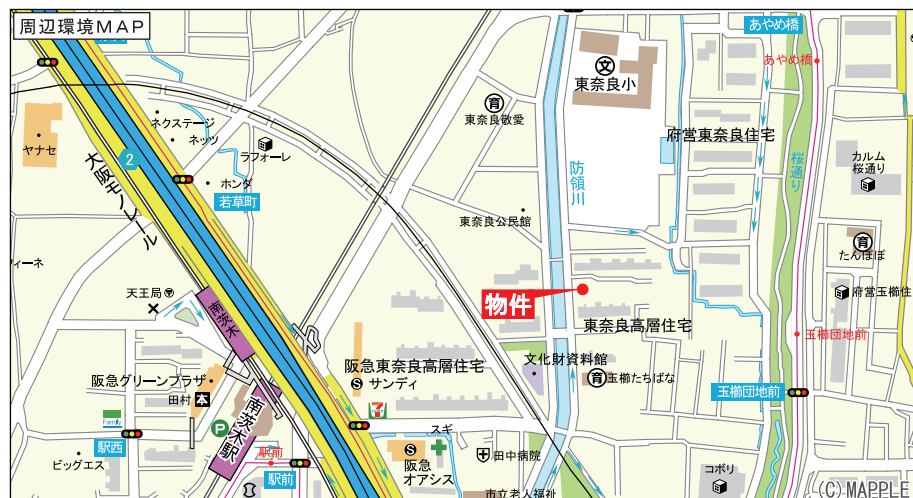 周辺環境MAP
あやめ橋
あやめ橋
文
東奈良小
育
東奈良敬愛
ネクステージ
ネッツ
ラフォーレ
ヤナセ
2
大阪モノレール
ホンダ
若草町
府営東奈良住宅
防領川
桜通り
カルム
桜通り
東奈良公民館
育
たんぽぽ
ィーネ
天王局
南茨木
物件
府営玉櫛住
東奈良高層住宅
玉櫛団地前
阪急東奈良高層住宅
文化財資料館
S サンディ
阪急グリーンプラザ
田村 本
育 玉櫛たちばな
玉櫛団地前
7
Family
P
南茨木駅
駅西
スギ
S
阪急
オアシス
田中病院
ビッグエス
駅前
駅前
コボリ
市立老人福祉
(C)MAPPLE